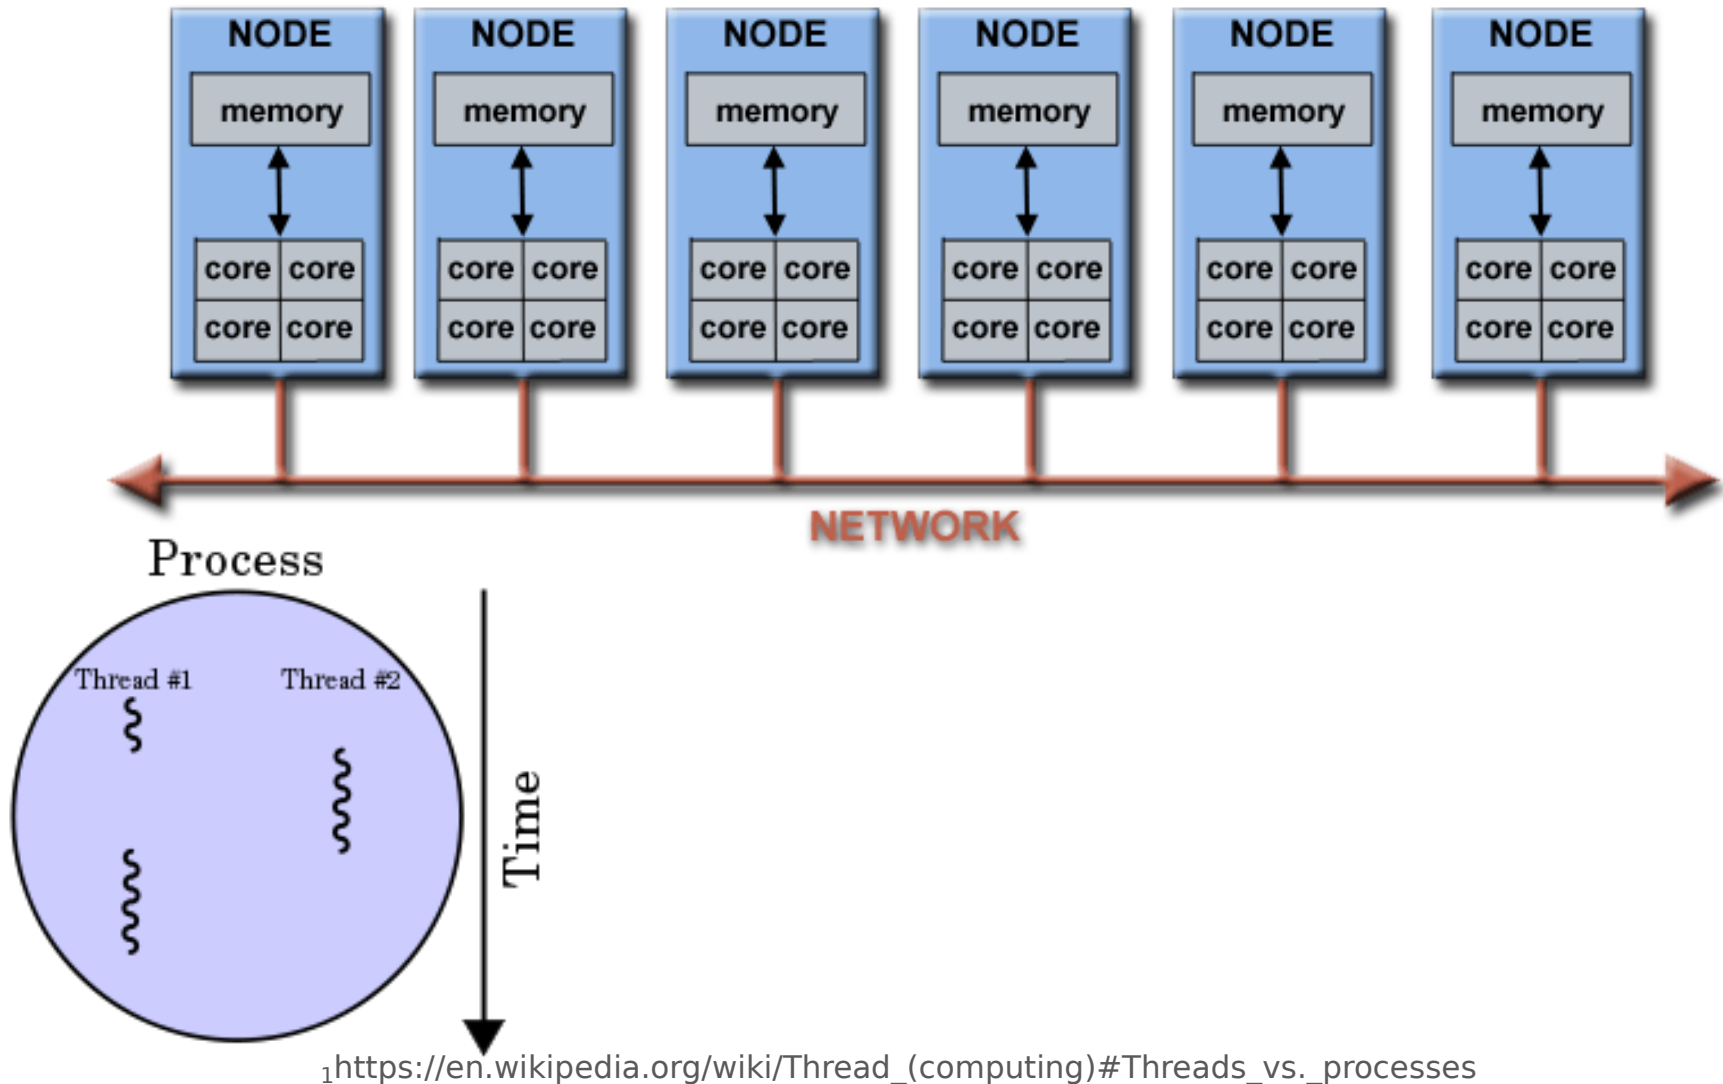 NODE NODE NODE NODE NODE NODE
memory memory memory memory memory memory
core core core core core core core core core core core core
core core core core core core core core core core core core
NETWORK
Process
Thread #1 Thread #2
Time
1https://en.wikipedia.org/wiki/Thread_(computing)#Threads_vs._processes